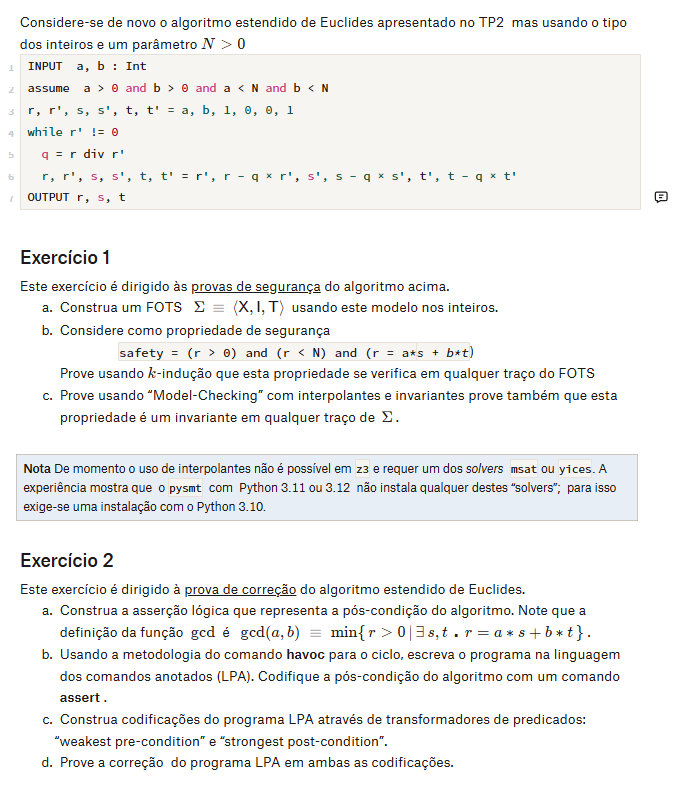 Considere-se de novo o algoritmo estendido de Euclides apresentado no TP2 mas usando o tipo
dos inteiros e um parâmetro N > 0
1 INPUT a, b : Int
2 assume a > 0 and b > 0 and a < N and b < N
3 r, r', s, s', t, t' = a, b, 1, 0, 0, 1
4 while r' != 0
5 q = r div r'
6 r, r', s, s', t, t' = r', r − q × r', s', s − q × s', t', t − q × t'
7 OUTPUT r, s, t
Exercício 1
Este exercício é dirigido às provas de segurança do algoritmo acima.
a. Construa um FOTS Σ ≡ ⟨X, I, T⟩ usando este modelo nos inteiros.
b. Considere como propriedade de segurança
safety = (r > 0) and (r < N) and (r = a*s + b*t)
Prove usando k-indução que esta propriedade se verifica em qualquer traço do FOTS
c. Prove usando “Model-Checking” com interpolantes e invariantes prove também que esta
propriedade é um invariante em qualquer traço de Σ.
Nota De momento o uso de interpolantes não é possível em z3 e requer um dos solvers msat ou yices. A
experiência mostra que o pysmt com Python 3.11 ou 3.12 não instala qualquer destes “solvers”; para isso
exige-se uma instalação com o Python 3.10.
Exercício 2
Este exercício é dirigido à prova de correção do algoritmo estendido de Euclides.
a. Construa a asserção lógica que representa a pós-condição do algoritmo. Note que a
definição da função gcd é gcd(a, b) ≡ min{ r > 0 | ∃ s, t . r = a ∗ s + b ∗ t } .
b. Usando a metodologia do comando havoc para o ciclo, escreva o programa na linguagem
dos comandos anotados (LPA). Codifique a pós-condição do algoritmo com um comando
assert .
c. Construa codificações do programa LPA através de transformadores de predicados:
“weakest pre-condition” e “strongest post-condition”.
d. Prove a correção do programa LPA em ambas as codificações.